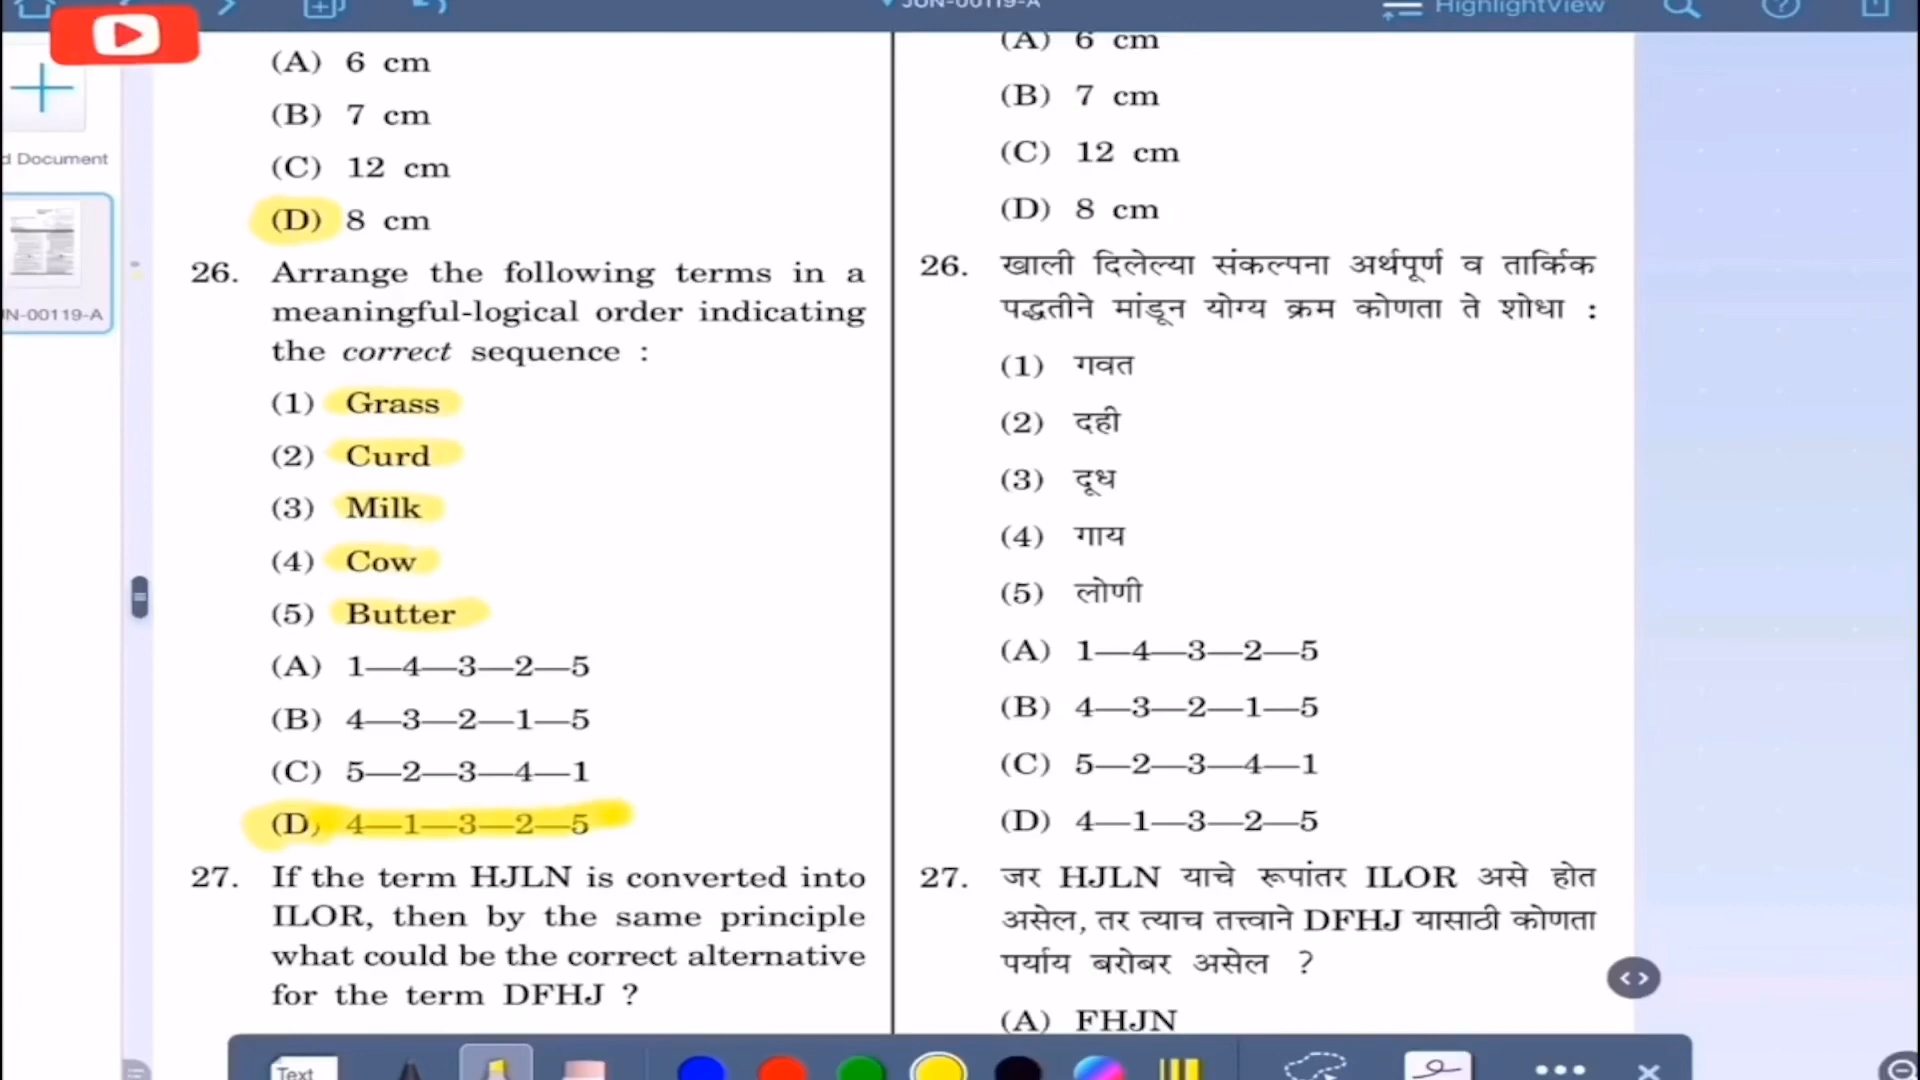 JUN-00119-A
HighlightView
d Document
N-00119-A
(A) 6 cm
(B) 7 cm
(C) 12 cm
(D) 8 cm
26. Arrange the following terms in a
meaningful-logical order indicating
the correct sequence :
(1) Grass
(2) Curd
(3) Milk
(4) Cow
(5) Butter
(A) 1—4—3—2—5
(B) 4—3—2—1—5
(C) 5—2—3—4—1
(D) 4—1—3—2—5
27. If the term HJLN is converted into
ILOR, then by the same principle
what could be the correct alternative
for the term DFHJ ?
(A) 6 cm
(B) 7 cm
(C) 12 cm
(D) 8 cm
26. खाली दिलेल्या संकल्पना अर्थपूर्ण व तार्किक
पद्धतीने मांडून योग्य क्रम कोणता ते शोधा :
(1) गवत
(2) दही
(3) दूध
(4) गाय
(5) लोणी
(A) 1—4—3—2—5
(B) 4—3—2—1—5
(C) 5—2—3—4—1
(D) 4—1—3—2—5
27. जर HJLN याचे रूपांतर ILOR असे होत
असेल, तर त्याच तत्त्वाने DFHJ यासाठी कोणता
पर्याय बरोबर असेल ?
(A) FHJN
Text